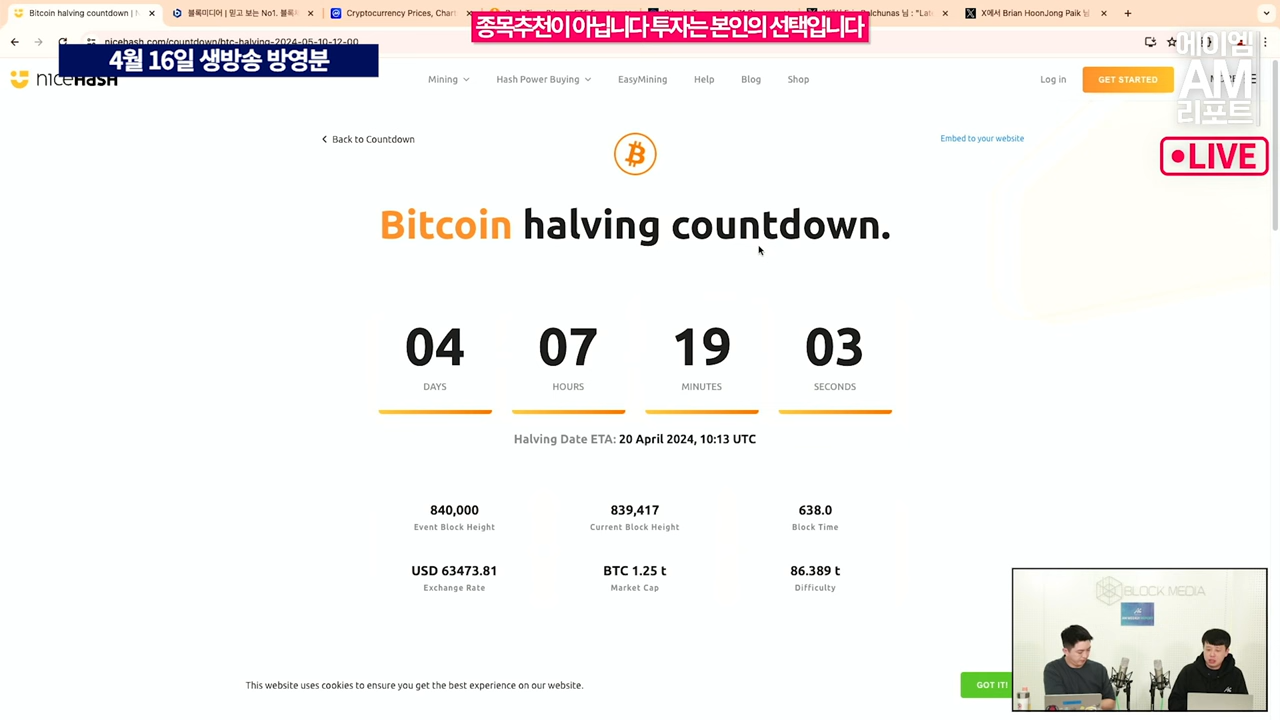 Bitcoin halving countdown | N
블록미디어 | 믿고 보는 No1. 블록
Cryptocurrency Prices, Chart
X에서 Brian HoonJong Paik 님
종목추천이 아닙니다 투자는 본인의 선택입니다
nicehash.com/countdown/btc-halving-2024-05-10-12-00
4월 16일 생방송 방영분
에이엠
AM
리포트
niceHash
Mining
Hash Power Buying
EasyMining
Help
Blog
Shop
Log in
GET STARTED
LIVE
Back to Countdown
Embed to your website
Bitcoin halving countdown.
04 07 19 03
DAYS HOURS MINUTES SECONDS
Halving Date ETA: 20 April 2024, 10:13 UTC
840,000 839,417 638.0
Event Block Height Current Block Height Block Time
USD 63473.81 BTC 1.25 t 86.389 t
Exchange Rate Market Cap Difficulty
BLOCK MEDIA
This website uses cookies to ensure you get the best experience on our website.
GOT IT!